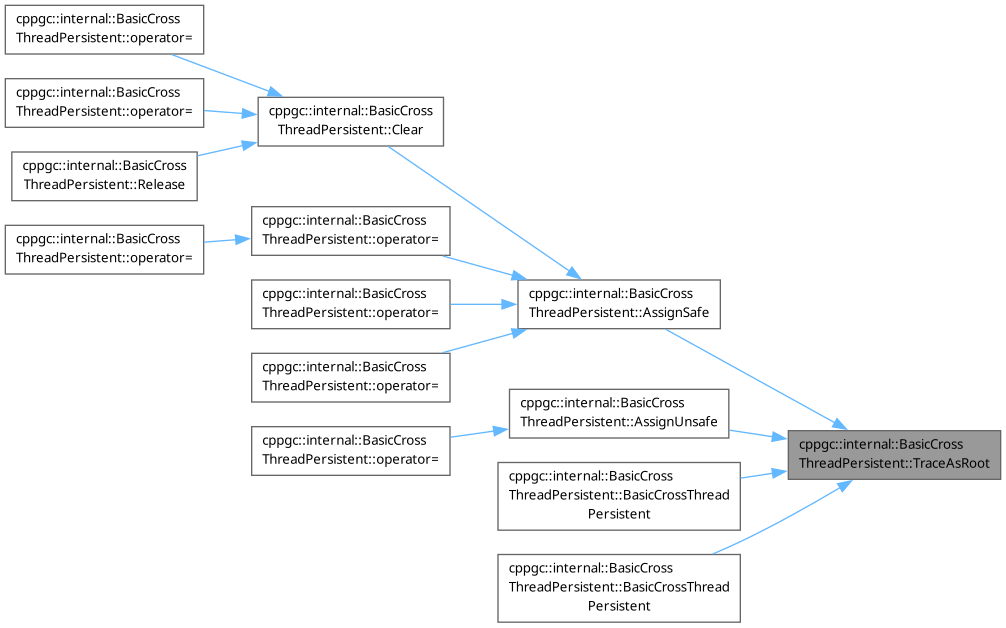 cppgc::internal::BasicCross
ThreadPersistent::operator=
cppgc::internal::BasicCross
ThreadPersistent::operator=
cppgc::internal::BasicCross
ThreadPersistent::Release
cppgc::internal::BasicCross
ThreadPersistent::operator=
cppgc::internal::BasicCross
ThreadPersistent::Clear
cppgc::internal::BasicCross
ThreadPersistent::operator=
cppgc::internal::BasicCross
ThreadPersistent::operator=
cppgc::internal::BasicCross
ThreadPersistent::operator=
cppgc::internal::BasicCross
ThreadPersistent::operator=
cppgc::internal::BasicCross
ThreadPersistent::AssignSafe
cppgc::internal::BasicCross
ThreadPersistent::AssignUnsafe
cppgc::internal::BasicCross
ThreadPersistent::BasicCrossThread
Persistent
cppgc::internal::BasicCross
ThreadPersistent::BasicCrossThread
Persistent
cppgc::internal::BasicCross
ThreadPersistent::TraceAsRoot